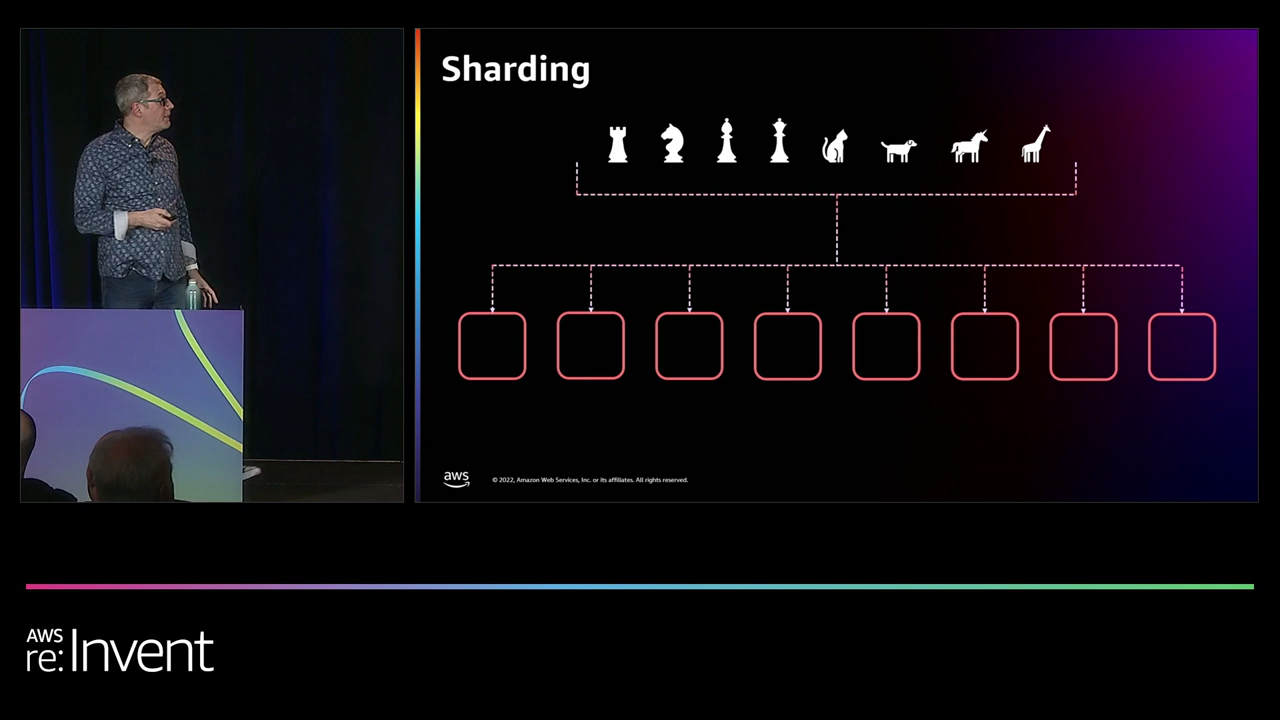 Sharding
aws
© 2022, Amazon Web Services, Inc. or its affiliates. All rights reserved.
AWS
re:Invent